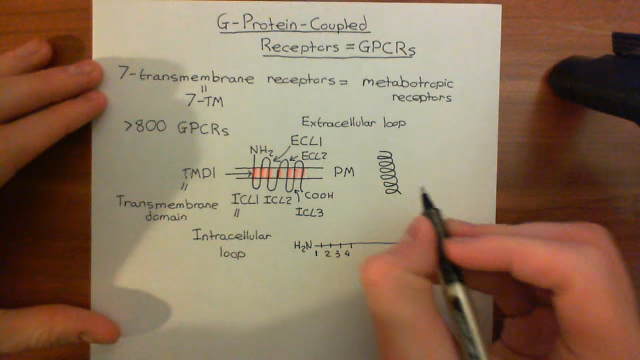 G-Protein-Coupled
Receptors = GPCRs
7-transmembrane receptors = metabotropic
receptors
=
7-TM
>800 GPCRs
Extracellular loop
ECL1
NH2
ECL2
TMD1
PM
=
Transmembrane
domain
ICL1 ICL2
COOH
ICL3
=
Intracellular
loop
H2N
1 2 3 4